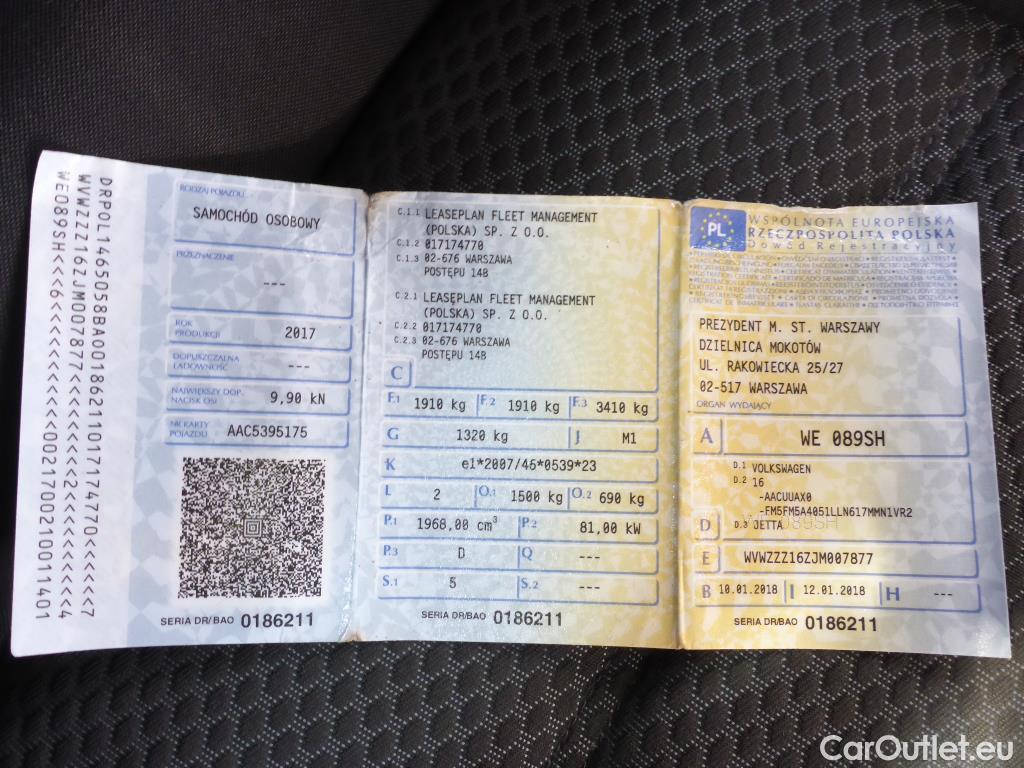 DRPOL1465058BA0018621101717​4770<<<<<<7
WVWZZZ16ZJM007877<<<<<<<<<2<<<<<<4
WE089SH<<<6<<<<<<<<<<0021700210011401
RODZAJ POJAZDU
SAMOCHÓD OSOBOWY
PRZEZNACZENIE
---
ROK
PRODUKCJI 2017
DOPUSZCZALNA
ŁADOWNOŚĆ ---
NAJWIĘKSZY DOP.
NACISK OSI 9,90 kN
NR KARTY
POJAZDU AAC5395175
SERIA DR/BAO 0186211
C.1.1 LEASEPLAN FLEET MANAGEMENT
(POLSKA) SP. Z O.O.
C.1.2 017174770
C.1.3 02-676 WARSZAWA
POSTĘPU 14B
C.2.1 LEASEPLAN FLEET MANAGEMENT
(POLSKA) SP. Z O.O.
C.2.2 017174770
C.2.3 02-676 WARSZAWA
POSTĘPU 14B
C
F.1 1910 kg F.2 1910 kg F.3 3410 kg
G 1320 kg J M1
K e1*2007/46*0539*23
L 2 O.1 1500 kg O.2 690 kg
P.1 1968,00 cm³ P.2 81,00 kW
P.3 D Q ---
S.1 5 S.2 ---
SERIA DR/BAO 0186211
PL
WSPÓLNOTA EUROPEJSKA
RZECZPOSPOLITA POLSKA
Dowód Rejestracyjny
PREZYDENT M. ST. WARSZAWY
DZIELNICA MOKOTÓW
UL. RAKOWIECKA 25/27
02-517 WARSZAWA
ORGAN WYDAJĄCY
A WE 089SH
D.1 VOLKSWAGEN
D.2 16
-AACUUAX0
-FM5FM5A4051LLN617MMN1VR2
D D.3 JETTA
E WVWZZZ16ZJM007877
B 10.01.2018 I 12.01.2018 H ---
SERIA DR/BAO 0186211
CarOutlet.eu